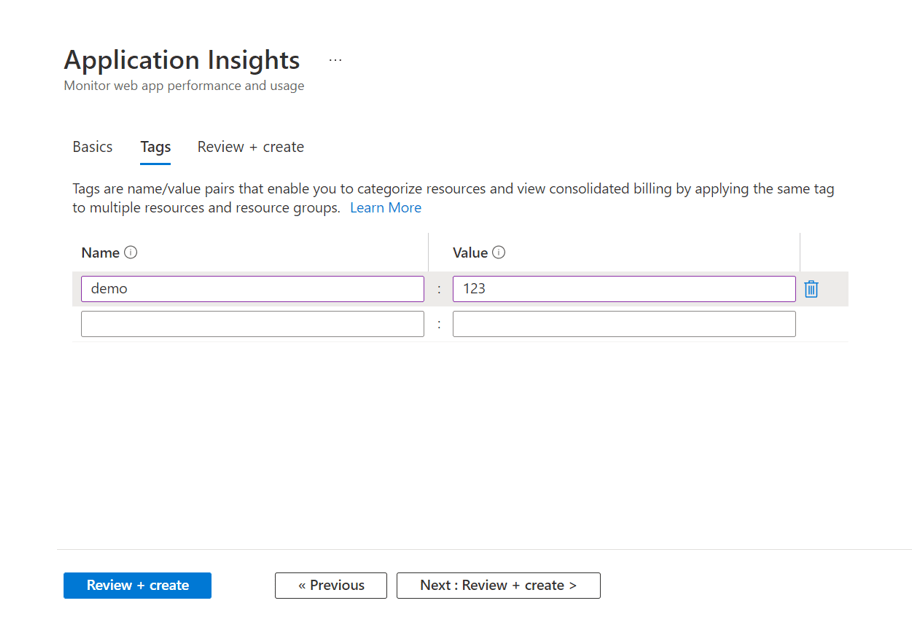 Application Insights ...
Monitor web app performance and usage
Basics Tags Review + create
Tags are name/value pairs that enable you to categorize resources and view consolidated billing by applying the same tag
to multiple resources and resource groups. Learn More
Name Value
demo : 123
:
Review + create « Previous Next : Review + create >